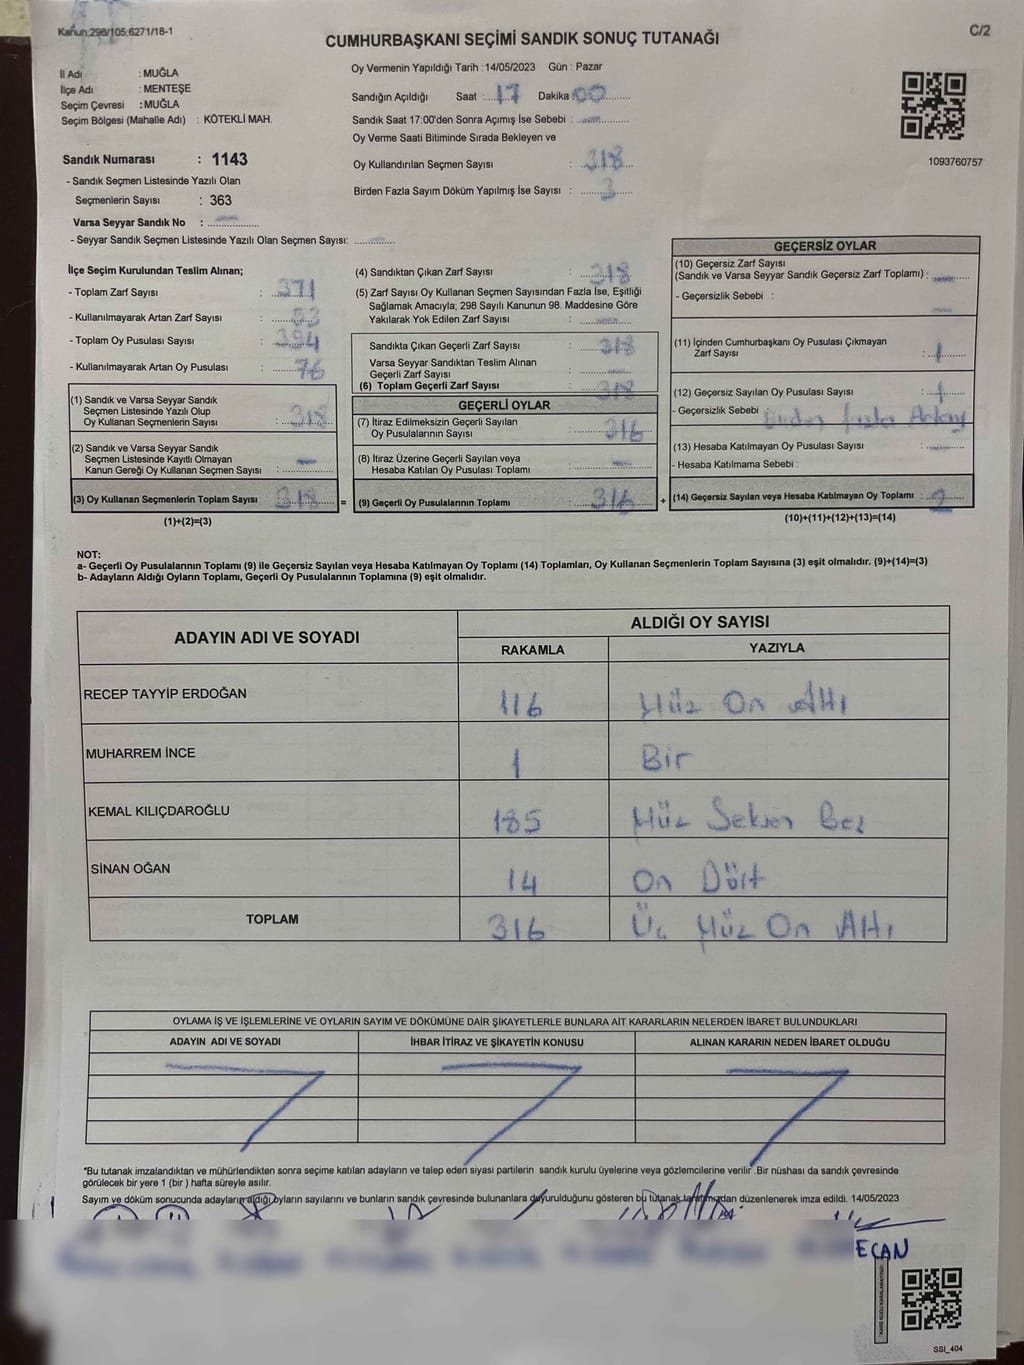 Kanun:298/105;6271/18-1
C/2
CUMHURBAŞKANI SEÇİMİ SANDIK SONUÇ TUTANAĞI
İl Adı : MUĞLA
İlçe Adı : MENTEŞE
Seçim Çevresi : MUĞLA
Seçim Bölgesi (Mahalle Adı) : KÖTEKLİ MAH.
Sandık Numarası : 1143
- Sandık Seçmen Listesinde Yazılı Olan
Seçmenlerin Sayısı : 363
Varsa Seyyar Sandık No :
- Seyyar Sandık Seçmen Listesinde Yazılı Olan Seçmen Sayısı:
Oy Vermenin Yapıldığı Tarih : 14/05/2023 Gün : Pazar
Sandığın Açıldığı Saat : 17 Dakika 00
Sandık Saat 17:00'den Sonra Açımış İse Sebebi :
Oy Verme Saati Bitiminde Sırada Bekleyen ve
Oy Kullandırılan Seçmen Sayısı : 318
Birden Fazla Sayım Döküm Yapılmış İse Sayısı : 3
1093760757
İlçe Seçim Kurulundan Teslim Alınan;
- Toplam Zarf Sayısı : 371
- Kullanılmayarak Artan Zarf Sayısı : 53
- Toplam Oy Pusulası Sayısı : 394
- Kullanılmayarak Artan Oy Pusulası : 76
(1) Sandık ve Varsa Seyyar Sandık
Seçmen Listesinde Yazılı Olup
Oy Kullanan Seçmenlerin Sayısı : 318
(2) Sandık ve Varsa Seyyar Sandık
Seçmen Listesinde Kayıtlı Olmayan
Kanun Gereği Oy Kullanan Seçmen Sayısı :
(3) Oy Kullanan Seçmenlerin Toplam Sayısı : 318
(1)+(2)=(3)
=
(4) Sandıktan Çıkan Zarf Sayısı : 318
(5) Zarf Sayısı Oy Kullanan Seçmen Sayısından Fazla İse, Eşitliği
Sağlamak Amacıyla; 298 Sayılı Kanunun 98. Maddesine Göre
Yakılarak Yok Edilen Zarf Sayısı :
Sandıkta Çıkan Geçerli Zarf Sayısı : 318
Varsa Seyyar Sandıktan Teslim Alınan
Geçerli Zarf Sayısı :
(6) Toplam Geçerli Zarf Sayısı : 318
GEÇERLİ OYLAR
(7) İtiraz Edilmeksizin Geçerli Sayılan
Oy Pusulalarının Sayısı : 316
(8) İtiraz Üzerine Geçerli Sayılan veya
Hesaba Katılan Oy Pusulası Toplamı :
(9) Geçerli Oy Pusulalarının Toplamı : 316
+
GEÇERSİZ OYLAR
(10) Geçersiz Zarf Sayısı
(Sandık ve Varsa Seyyar Sandık Geçersiz Zarf Toplamı) :
- Geçersizlik Sebebi :
(11) İçinden Cumhurbaşkanı Oy Pusulası Çıkmayan
Zarf Sayısı : 1
(12) Geçersiz Sayılan Oy Pusulası Sayısı : 1
- Geçersizlik Sebebi : Birden fazla
(13) Hesaba Katılmayan Oy Pusulası Sayısı :
- Hesaba Katılmama Sebebi :
(14) Geçersiz Sayılan veya Hesaba Katılmayan Oy Toplamı : 2
(10)+(11)+(12)+(13)=(14)
NOT:
a- Geçerli Oy Pusulalarının Toplamı (9) ile Geçersiz Sayılan veya Hesaba Katılmayan Oy Toplamı (14) Toplamları, Oy Kullanan Seçmenlerin Toplam Sayısına (3) eşit olmalıdır. (9)+(14)=(3)
b- Adayların Aldığı Oyların Toplamı, Geçerli Oy Pusulalarının Toplamına (9) eşit olmalıdır.
ADAYIN ADI VE SOYADI
ALDIĞI OY SAYISI
RAKAMLA YAZIYLA
RECEP TAYYİP ERDOĞAN 116 Yüz On Altı
MUHARREM İNCE 1 Bir
KEMAL KILIÇDAROĞLU 185 Yüz Seksen Beş
SİNAN OĞAN 14 On Dört
TOPLAM 316 Üç Yüz On Altı
OYLAMA İŞ VE İŞLEMLERİNE VE OYLARIN SAYIM VE DÖKÜMÜNE DAİR ŞİKAYETLERLE BUNLARA AİT KARARLARIN NELERDEN İBARET BULUNDUKLARI
ADAYIN ADI VE SOYADI İHBAR İTİRAZ VE ŞİKAYETİN KONUSU ALINAN KARARIN NEDEN İBARET OLDUĞU
*Bu tutanak imzalandıktan ve mühürlendikten sonra seçime katılan adayların ve talep eden siyasi partilerin sandık kurulu üyelerine veya gözlemcilerine verilir. Bir nüshası da sandık çevresinde
görülecek bir yere 1 (bir) hafta süreyle asılır.
Sayım ve döküm sonucunda adayların aldığı oyların sayılarını ve bunların sandık çevresinde bulunanlara duyurulduğunu gösteren bu tutanak tarafımızdan düzenlenerek imza edildi. 14/05/2023
ECAN
SSI_404